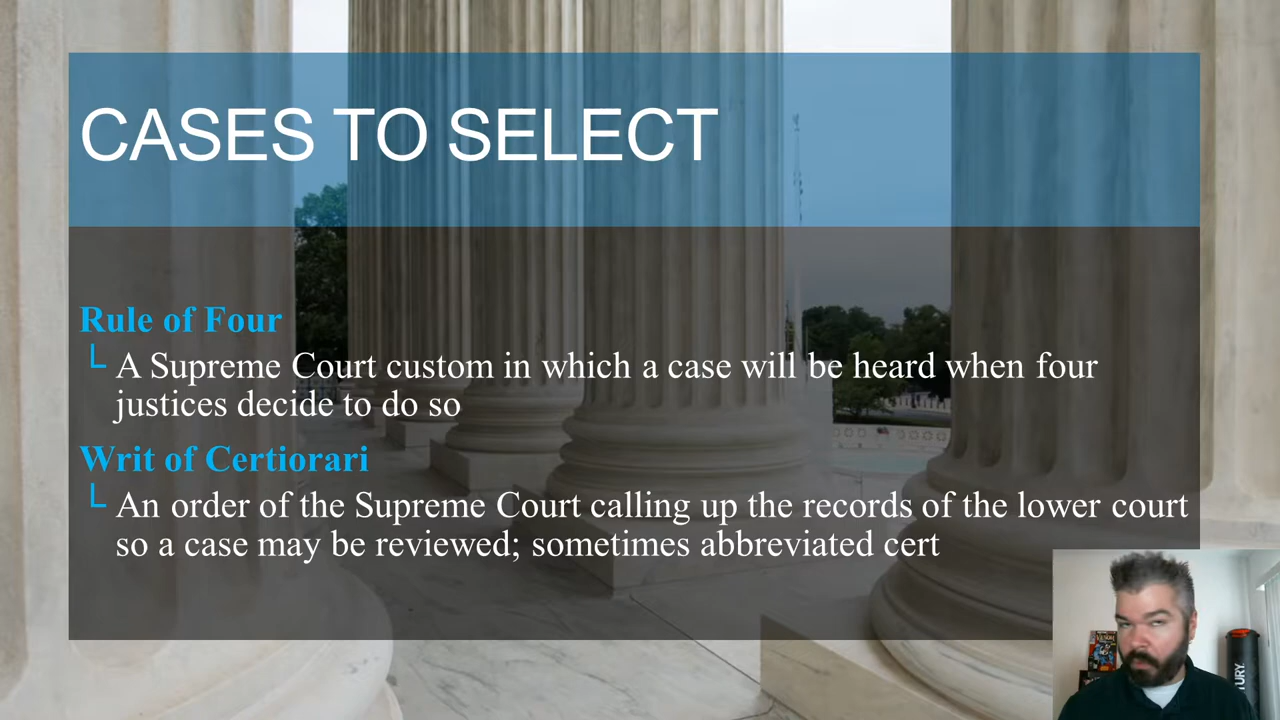 CASES TO SELECT
Rule of Four
A Supreme Court custom in which a case will be heard when four
justices decide to do so
Writ of Certiorari
An order of the Supreme Court calling up the records of the lower court
so a case may be reviewed; sometimes abbreviated cert
TURY